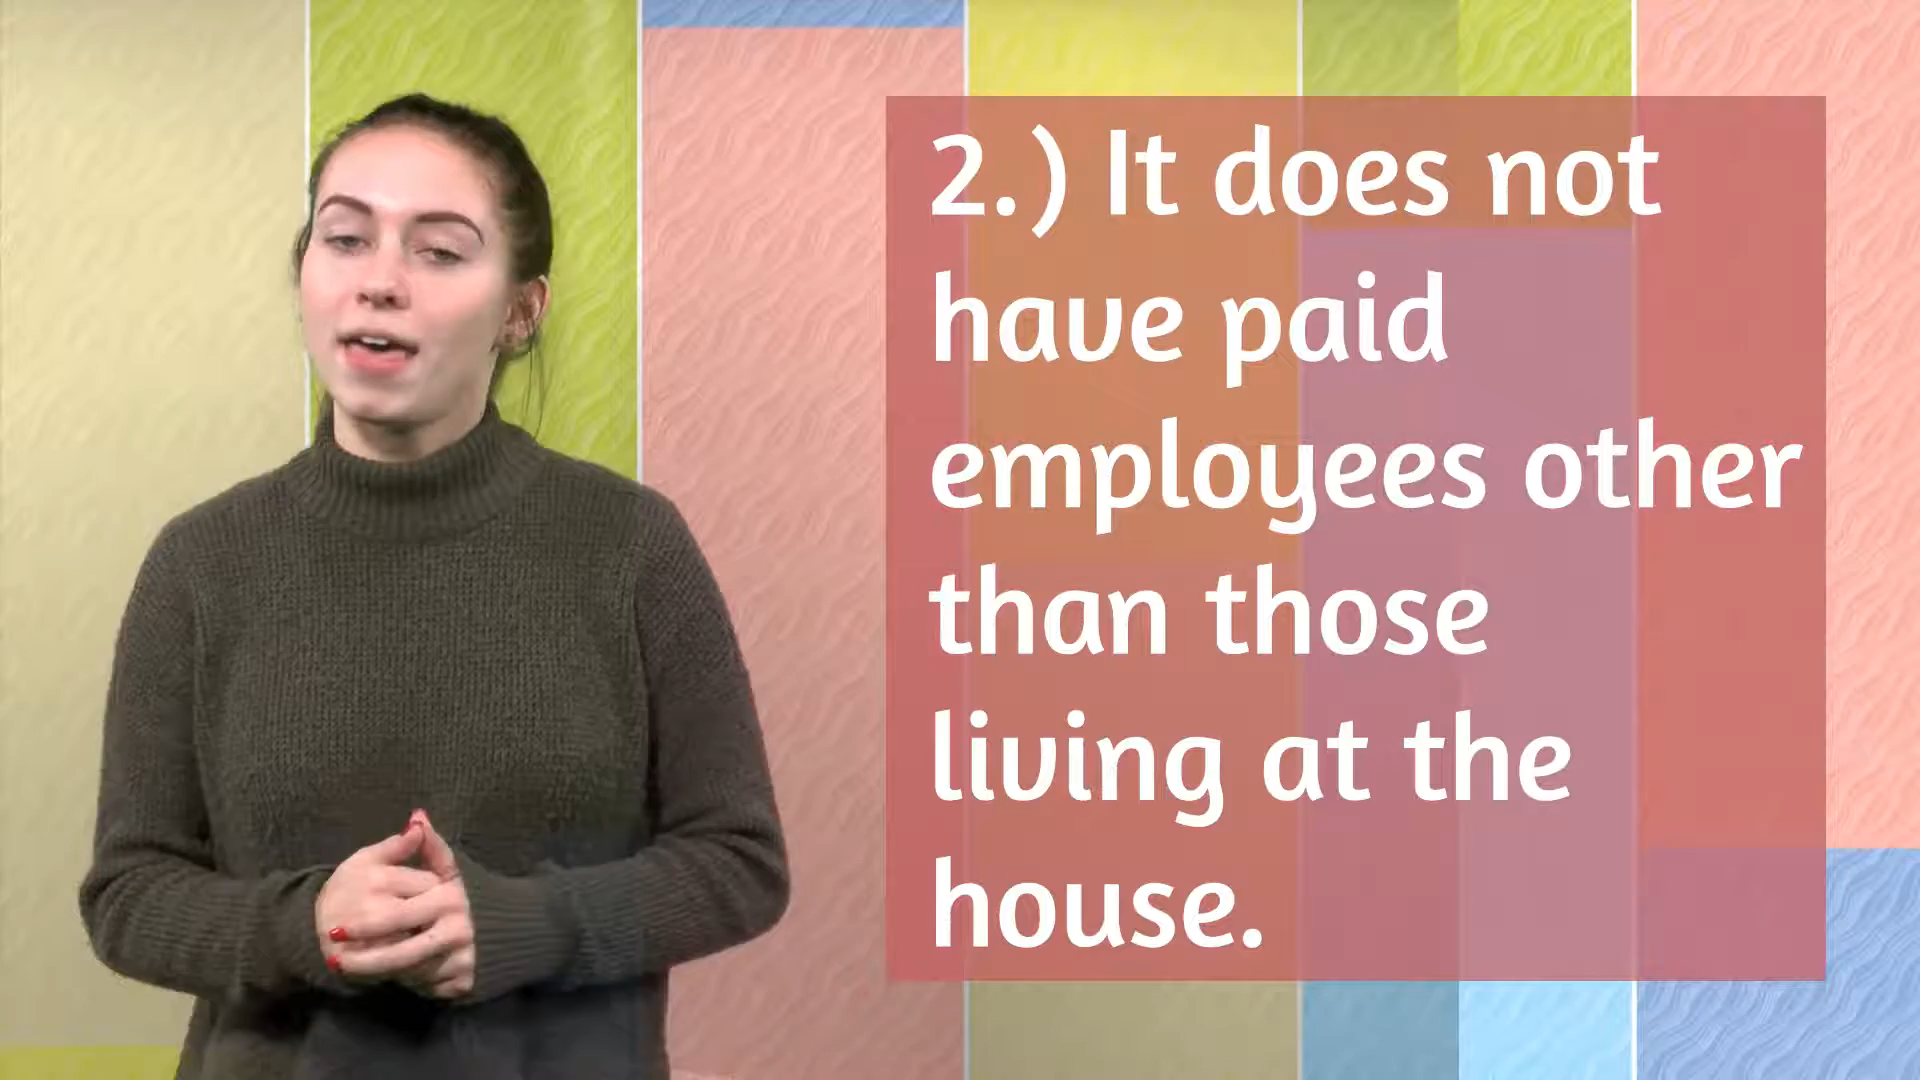 2.) It does not
have paid
employees other
than those
living at the
house.